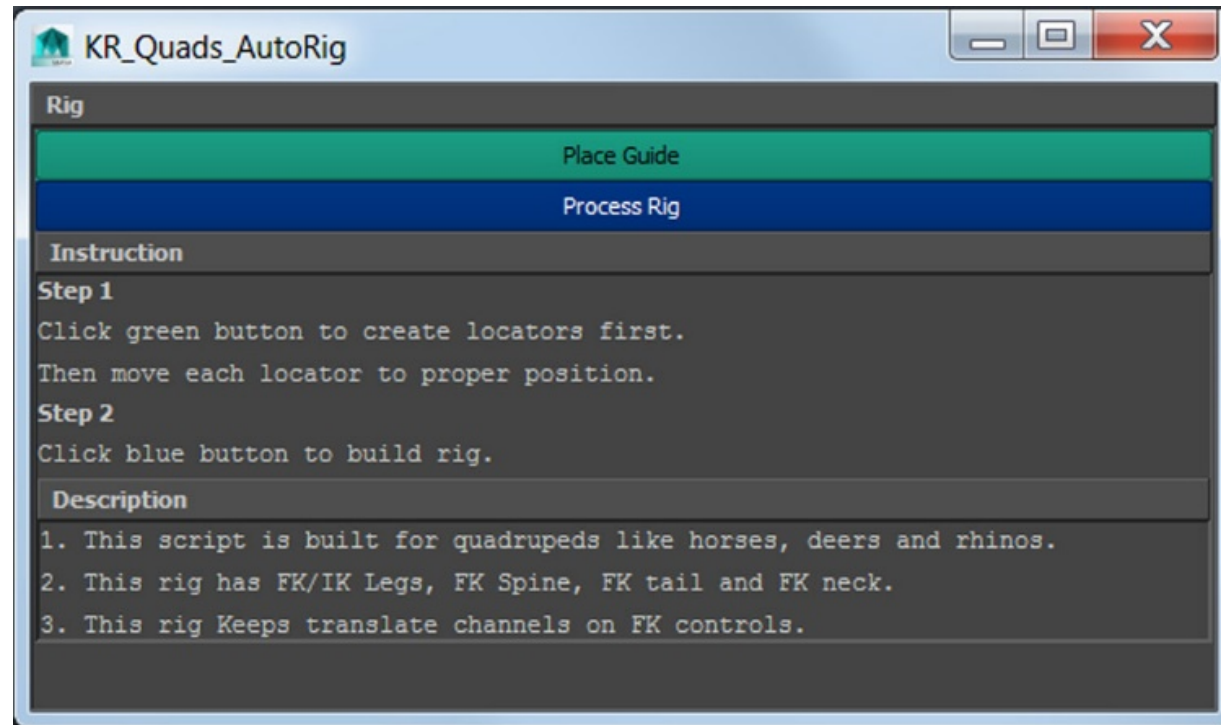 KR_Quads_AutoRig
Rig
Place Guide
Process Rig
Instruction
Step 1
Click green button to create locators first.
Then move each locator to proper position.
Step 2
Click blue button to build rig.
Description
1. This script is built for quadrupeds like horses, deers and rhinos.
2. This rig has FK/IK Legs, FK Spine, FK tail and FK neck.
3. This rig Keeps translate channels on FK controls.